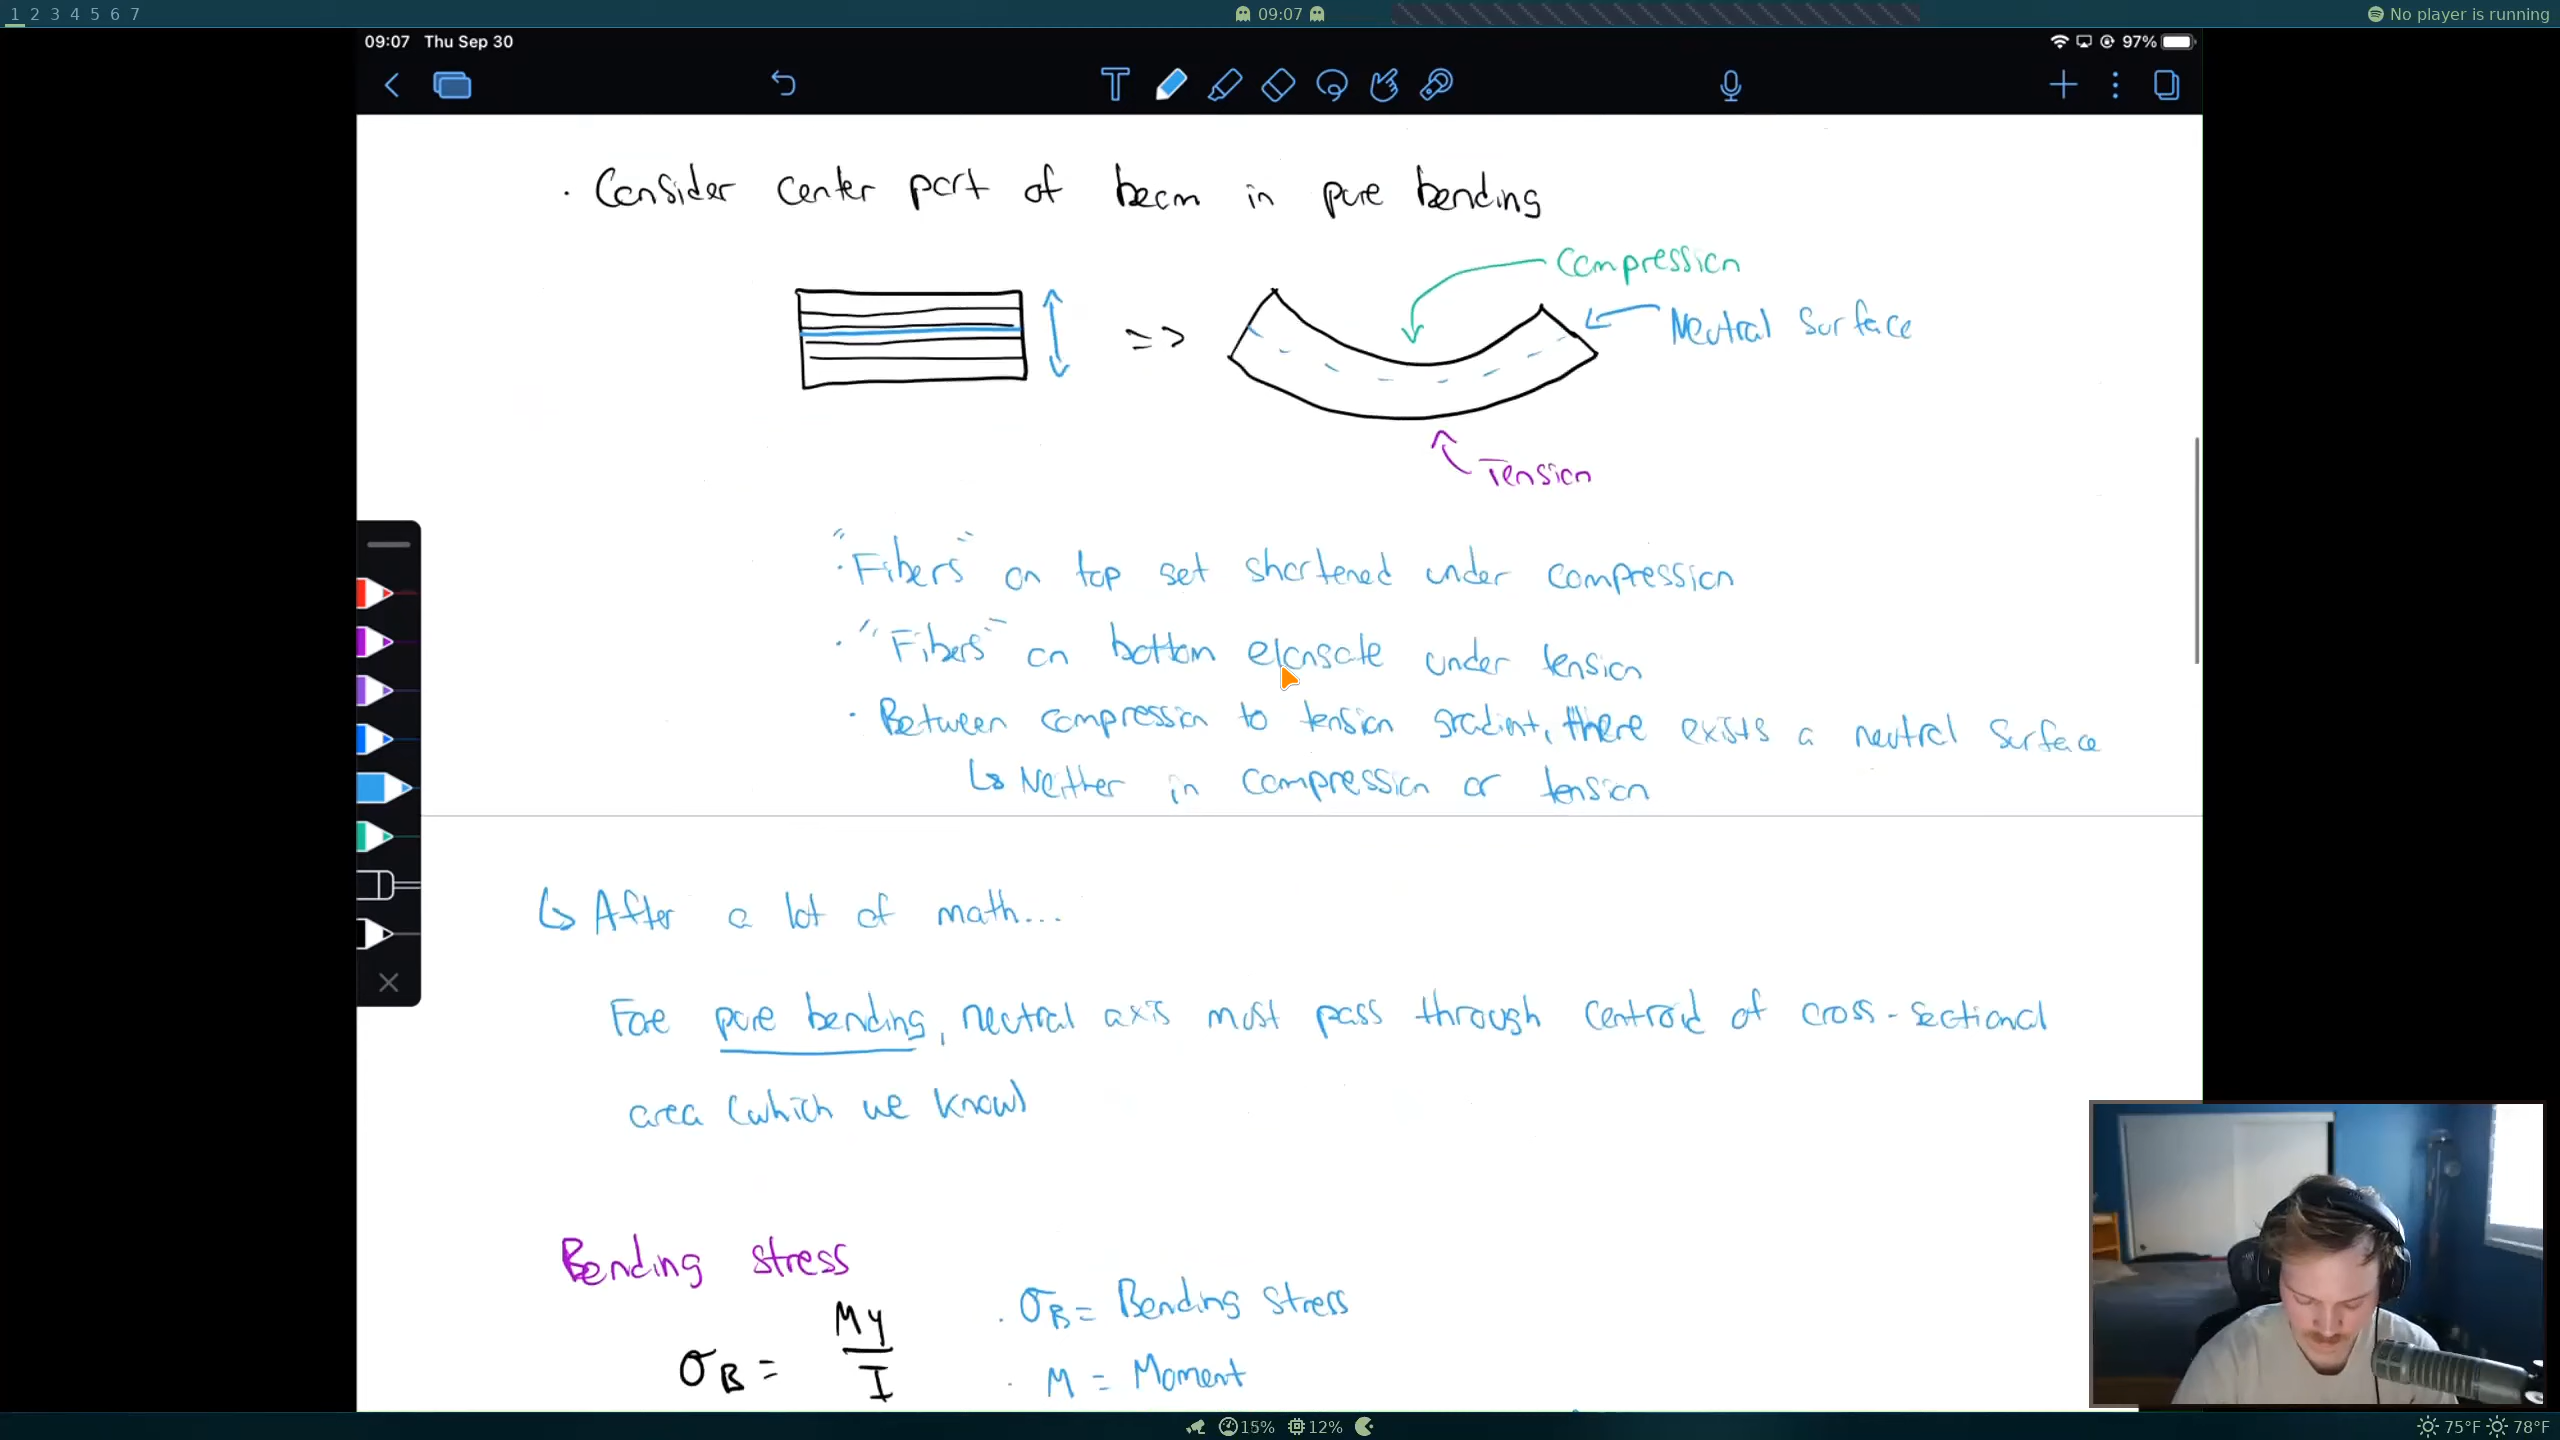 1 2 3 4 5 6 7
09:07
No player is running
09:07 Thu Sep 30
97%
· Consider center part of beam in pure bending
Compression
=>
Neutral Surface
Tension
· "Fibers" on top get shortened under compression
· "Fibers" on bottom elongate under tension
· Between compression to tension gradint, there exists a neutral surface
↳ Neither in compression or tension
↳ After a lot of math...
Fore pure bending, neutral axis must pass through centroid of cross-sectional
area (which we know)
Bending stress
σB = My/I
· σB = Bending stress
· M = Moment
15% 12%
75°F 78°F